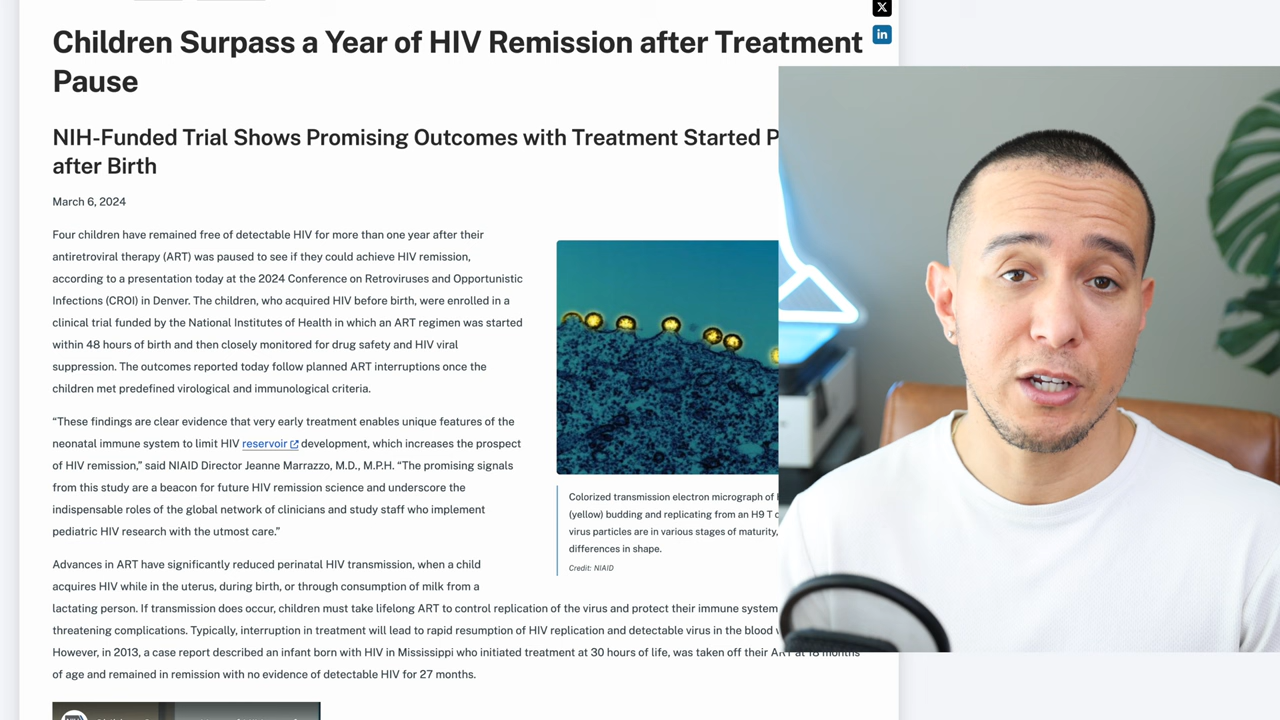 Children Surpass a Year of HIV Remission after Treatment
Pause
NIH-Funded Trial Shows Promising Outcomes with Treatment Started
after Birth
March 6, 2024
Four children have remained free of detectable HIV for more than one year after their
antiretroviral therapy (ART) was paused to see if they could achieve HIV remission,
according to a presentation today at the 2024 Conference on Retroviruses and Opportunistic
Infections (CROI) in Denver. The children, who acquired HIV before birth, were enrolled in a
clinical trial funded by the National Institutes of Health in which an ART regimen was started
within 48 hours of birth and then closely monitored for drug safety and HIV viral
suppression. The outcomes reported today follow planned ART interruptions once the
children met predefined virological and immunological criteria.
“These findings are clear evidence that very early treatment enables unique features of the
neonatal immune system to limit HIV reservoir development, which increases the prospect
of HIV remission,” said NIAID Director Jeanne Marrazzo, M.D., M.P.H. “The promising signals
from this study are a beacon for future HIV remission science and underscore the
indispensable roles of the global network of clinicians and study staff who implement
pediatric HIV research with the utmost care.”
Colorized transmission electron micrograph of
(yellow) budding and replicating from an H9 T
virus particles are in various stages of maturity,
differences in shape.
Credit: NIAID
Advances in ART have significantly reduced perinatal HIV transmission, when a child
acquires HIV while in the uterus, during birth, or through consumption of milk from a
lactating person. If transmission does occur, children must take lifelong ART to control replication of the virus and protect their immune system
threatening complications. Typically, interruption in treatment will lead to rapid resumption of HIV replication and detectable virus in the blood
However, in 2013, a case report described an infant born with HIV in Mississippi who initiated treatment at 30 hours of life, was taken off their ART at 18 months
of age and remained in remission with no evidence of detectable HIV for 27 months.
X
in